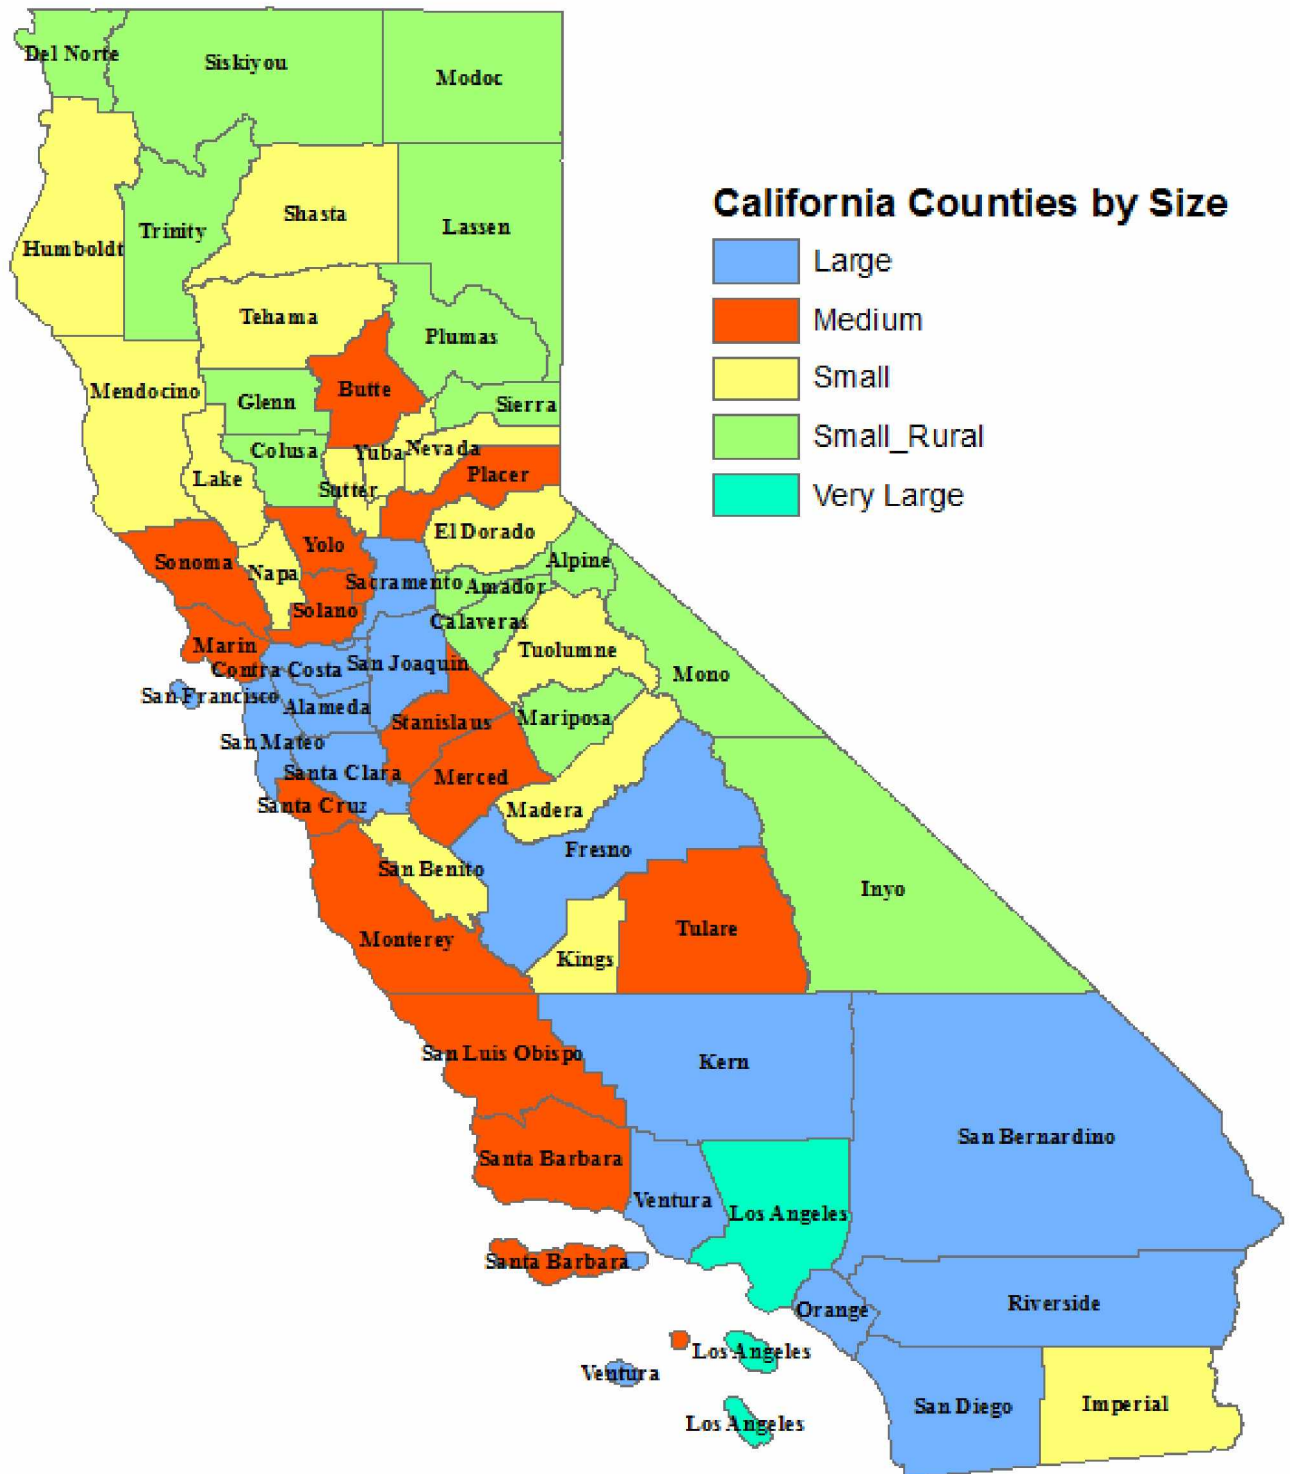 Del Norte
Siskiyou
Modoc
California Counties by Size
Large
Medium
Small
Small_Rural
Very Large
Humboldt
Trinity
Shasta
Lassen
Tehama
Plumas
Mendocino
Butte
Glenn
Sierra
Colusa
Yuba
Nevada
Lake
Sutter
Placer
El Dorado
Sonoma
Yolo
Napa
Alpine
Sacramento
Amador
Solano
Calaveras
Marin
Tuolumne
Contra Costa
San Joaquin
Mono
San Francisco
Alameda
Stanislaus
Mariposa
San Mateo
Santa Clara
Merced
Santa Cruz
Madera
Fresno
San Benito
Inyo
Monterey
Tulare
Kings
San Luis Obispo
Kern
San Bernardino
Santa Barbara
Ventura
Los Angeles
Santa Barbara
Orange
Riverside
Los Angeles
Ventura
San Diego
Imperial
Los Angeles